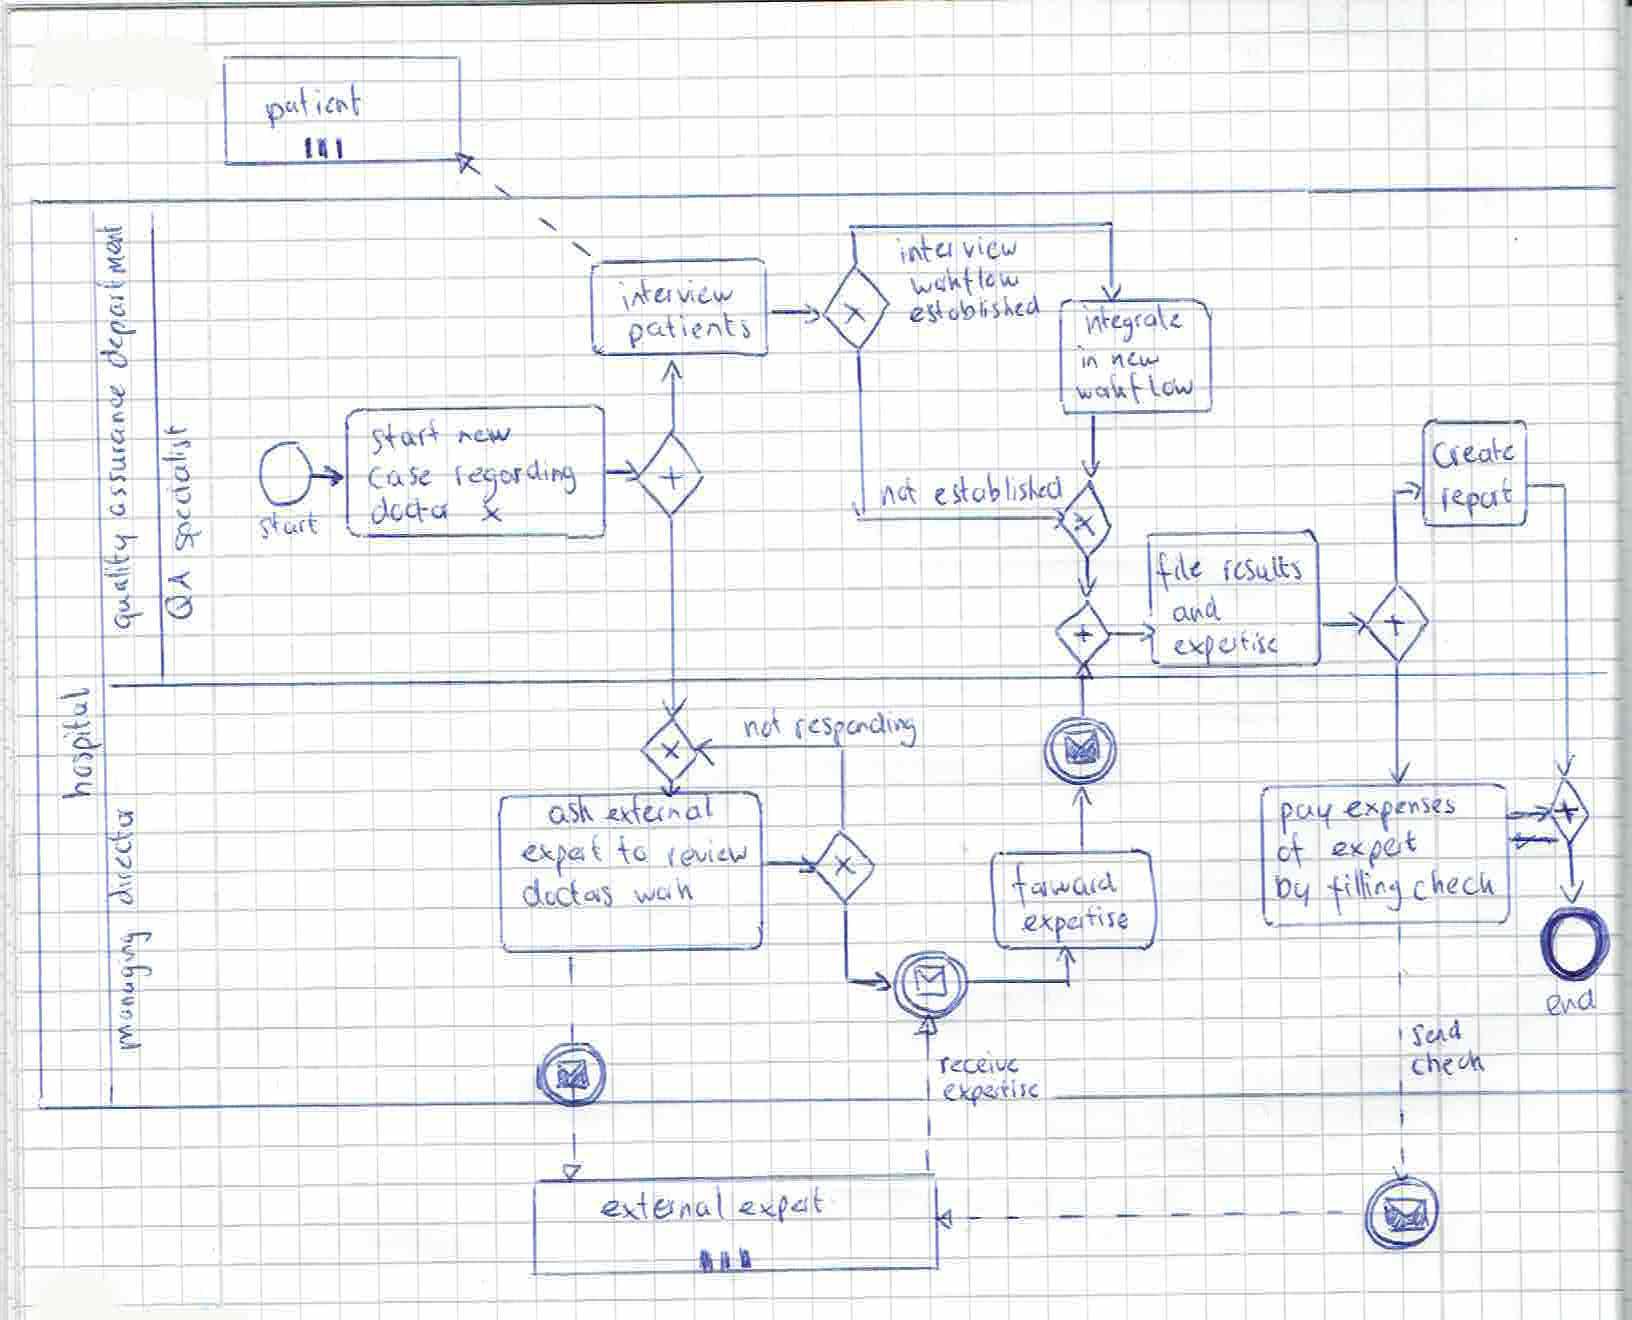 patient
quality assurance department
QA specialist
start
start new
case regarding
doctor x
interview
patients
interview
workflow
established
integrate
in new
workflow
not established
file results
and
expertise
Create
report
hospital
managing director
not responding
ask external
expert to review
doctors work
forward
expertise
receive
expertise
pay expenses
of expert
by filling check
end
send
check
external expert